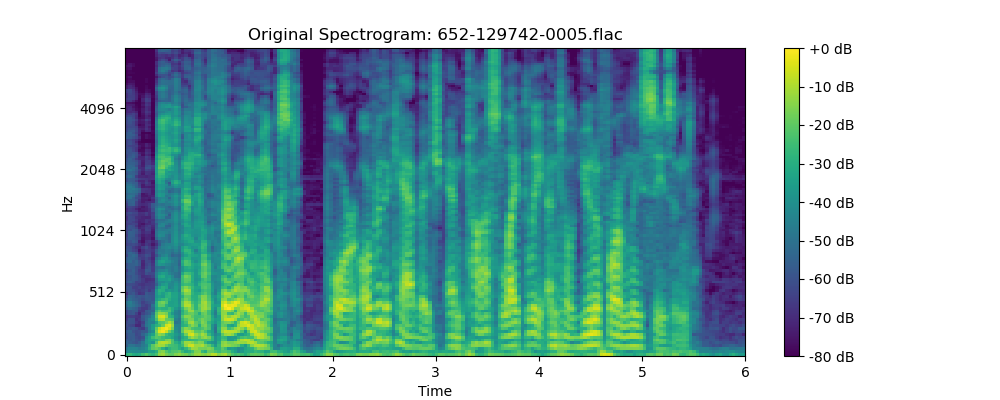 Original Spectrogram: 652-129742-0005.flac
Hz
4096
2048
1024
512
0
0 1 2 3 4 5 6
Time
+0 dB
-10 dB
-20 dB
-30 dB
-40 dB
-50 dB
-60 dB
-70 dB
-80 dB